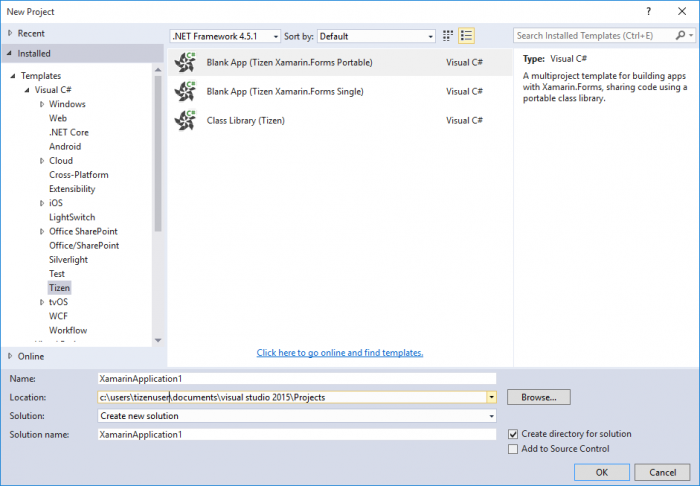 New Project
? X
Recent
.NET Framework 4.5.1 Sort by: Default
Search Installed Templates (Ctrl+E)
Installed
Templates
Visual C#
Windows
Web
.NET Core
Android
Cloud
Cross-Platform
Extensibility
iOS
LightSwitch
Office SharePoint
Office/SharePoint
Silverlight
Test
Tizen
tvOS
WCF
Workflow
Online
C#
Blank App (Tizen Xamarin.Forms Portable) Visual C#
C#
Blank App (Tizen Xamarin.Forms Single) Visual C#
C#
Class Library (Tizen) Visual C#
Click here to go online and find templates.
Type: Visual C#
A multiproject template for building apps
with Xamarin.Forms, sharing code using a
portable class library.
Name: XamarinApplication1
Location: c:\users\tizenuser\documents\visual studio 2015\Projects
Browse...
Solution: Create new solution
Solution name: XamarinApplication1
Create directory for solution
Add to Source Control
OK Cancel